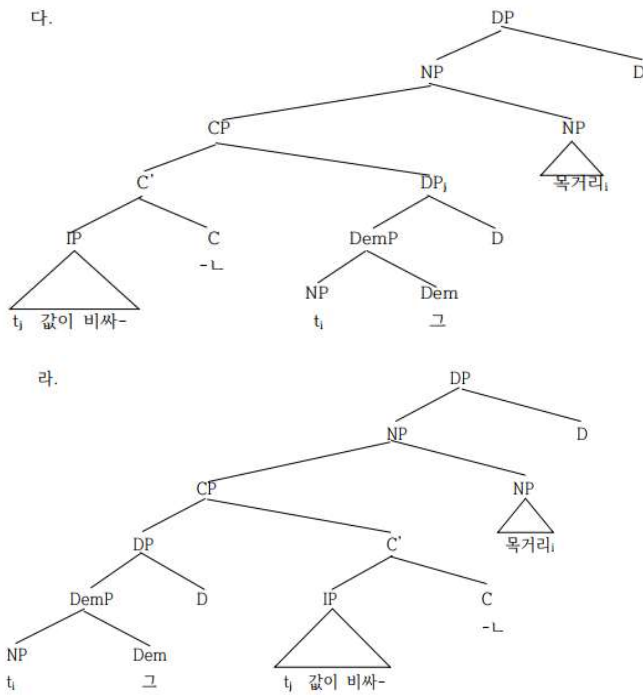 다.
DP
NP D
CP NP
C' DPⱼ 목거리ᵢ
IP C DemP D
-ㄴ
NP Dem
tⱼ 값이 비싸- tᵢ 그
라.
DP
NP D
CP NP
DP C' 목거리ᵢ
DemP D IP C
-ㄴ
NP Dem
tᵢ 그 tⱼ 값이 비싸-